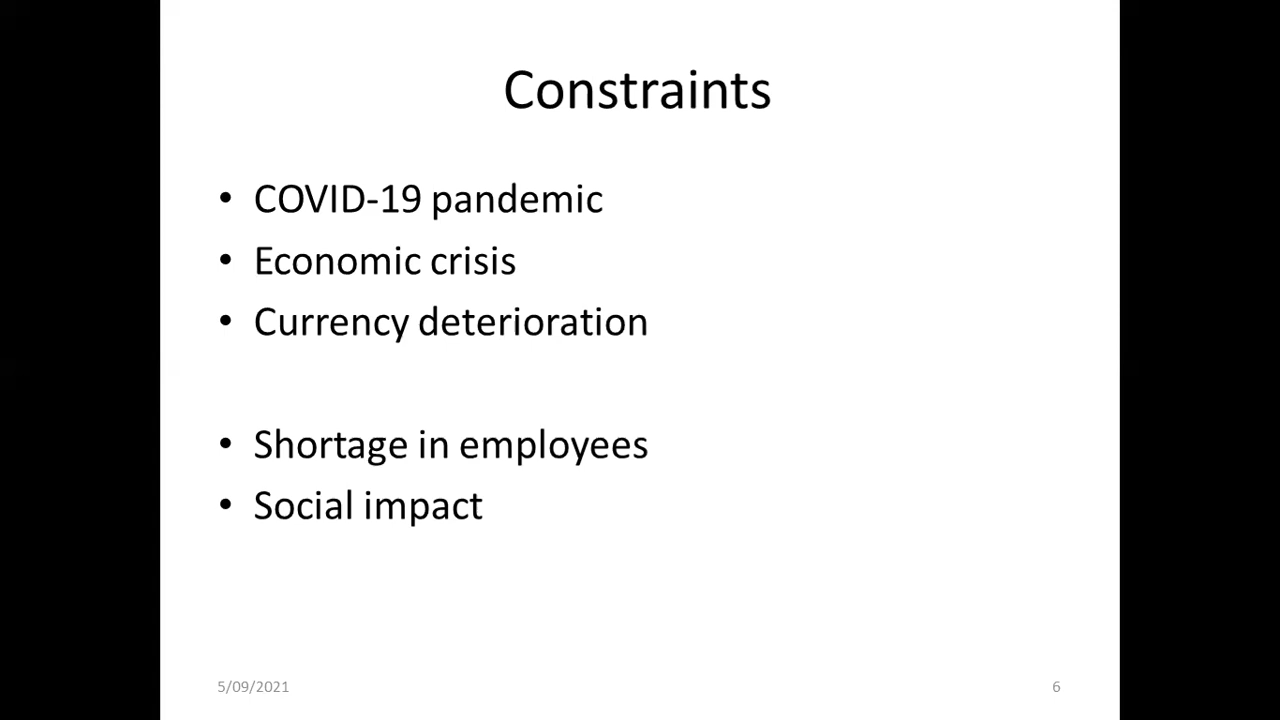 Constraints
• COVID-19 pandemic
• Economic crisis
• Currency deterioration
• Shortage in employees
• Social impact
5/09/2021
6